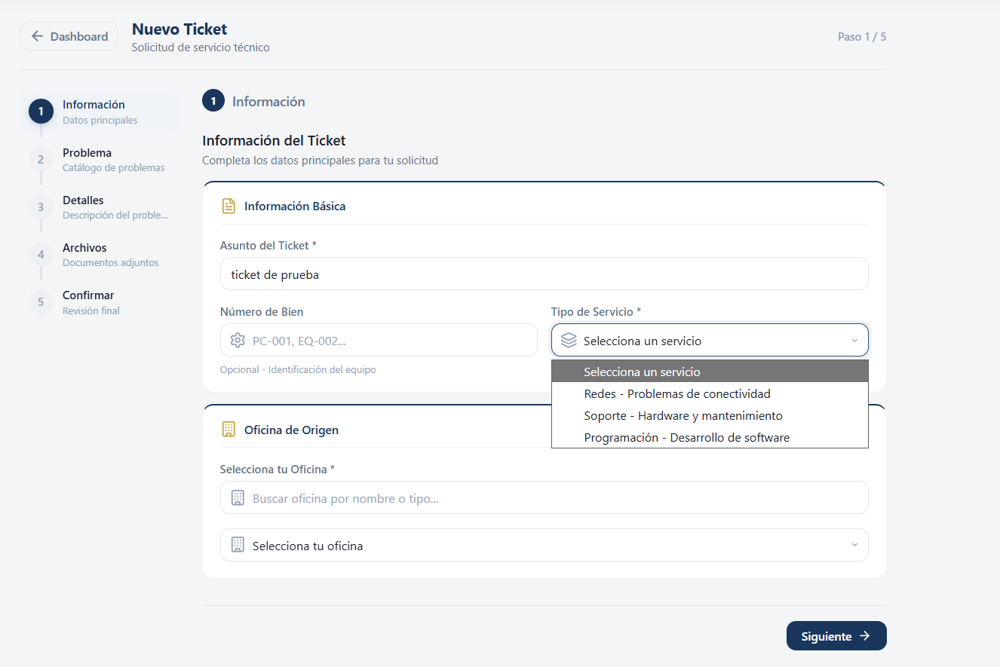 Dashboard
Nuevo Ticket
Solicitud de servicio técnico
Paso 1 / 5
1
Información
Datos principales
2
Problema
Catálogo de problemas
3
Detalles
Descripción del proble...
4
Archivos
Documentos adjuntos
5
Confirmar
Revisión final
1 Información
Información del Ticket
Completa los datos principales para tu solicitud
Información Básica
Asunto del Ticket *
ticket de prueba
Número de Bien
PC-001, EQ-002...
Opcional - Identificación del equipo
Tipo de Servicio *
Selecciona un servicio
Selecciona un servicio
Redes - Problemas de conectividad
Soporte - Hardware y mantenimiento
Programación - Desarrollo de software
Oficina de Origen
Selecciona tu Oficina *
Buscar oficina por nombre o tipo...
Selecciona tu oficina
Siguiente